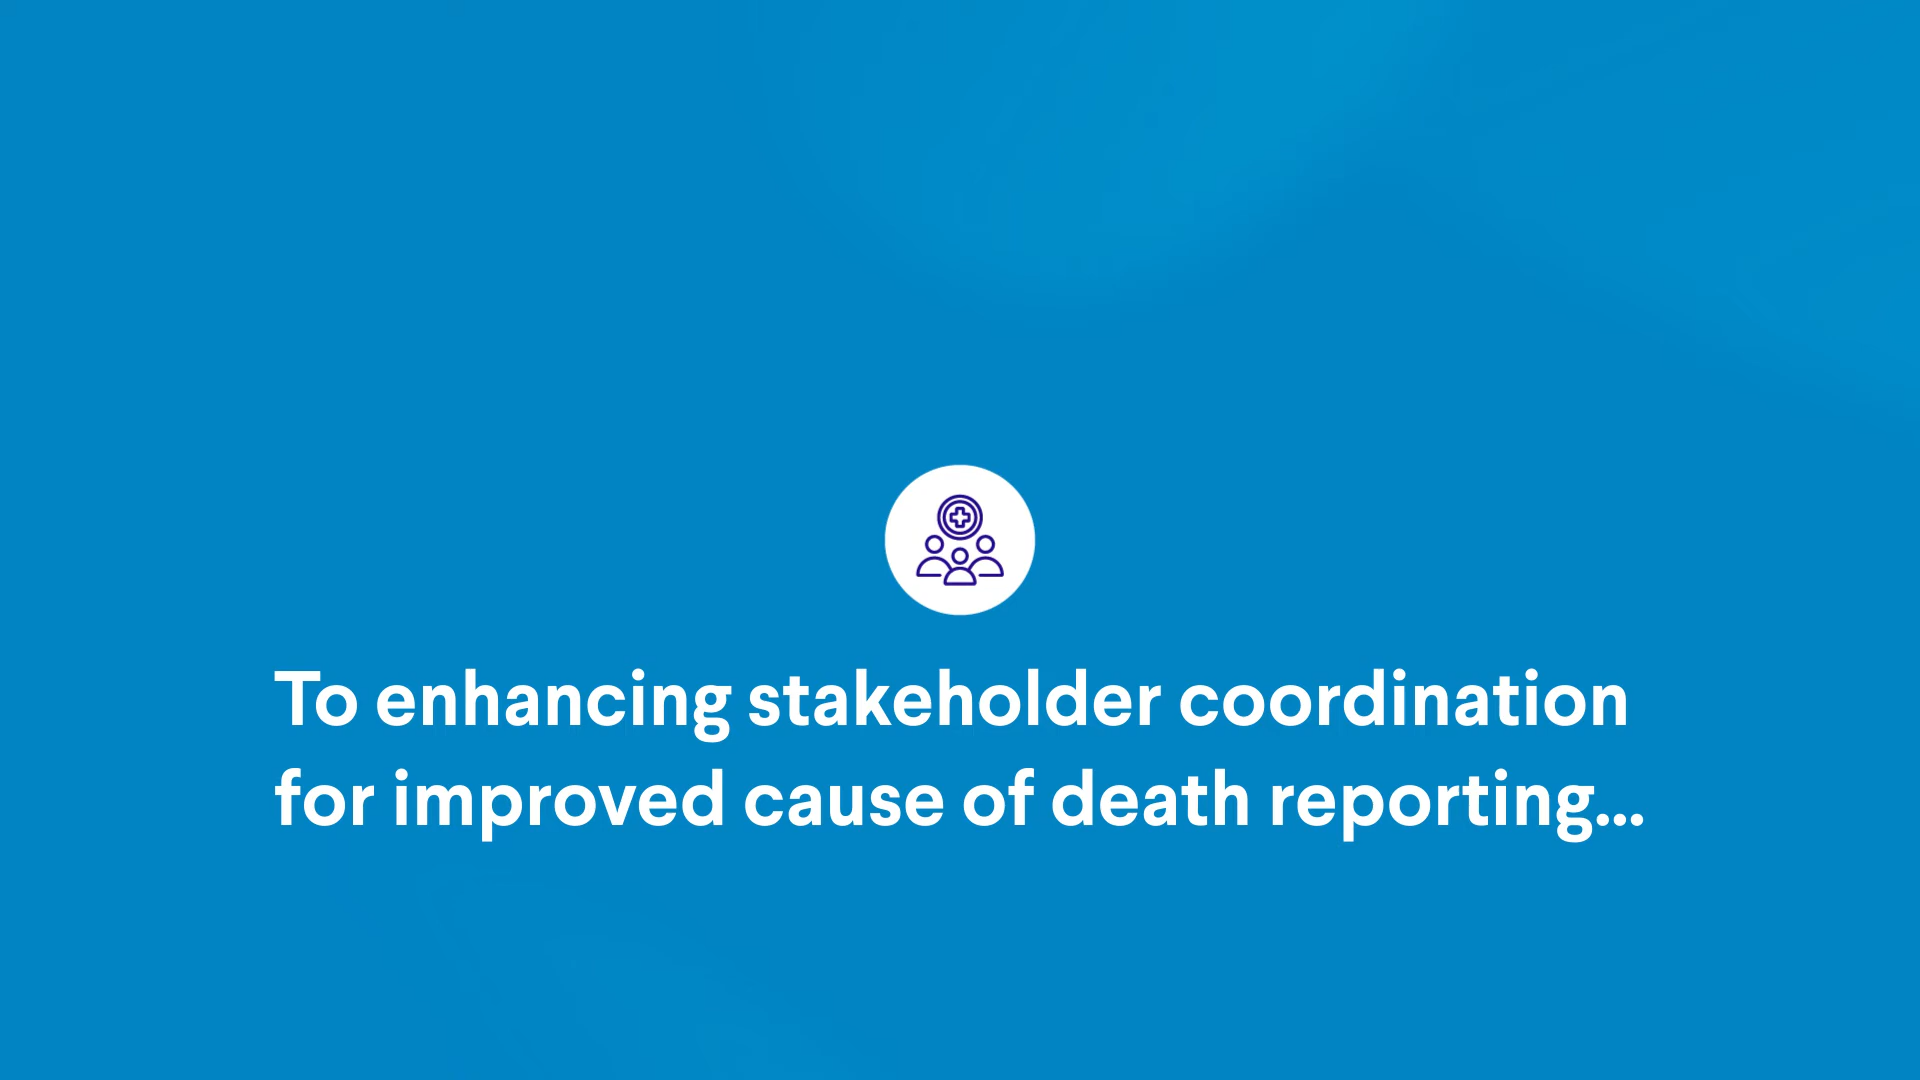 To enhancing stakeholder coordination
for improved cause of death reporting...